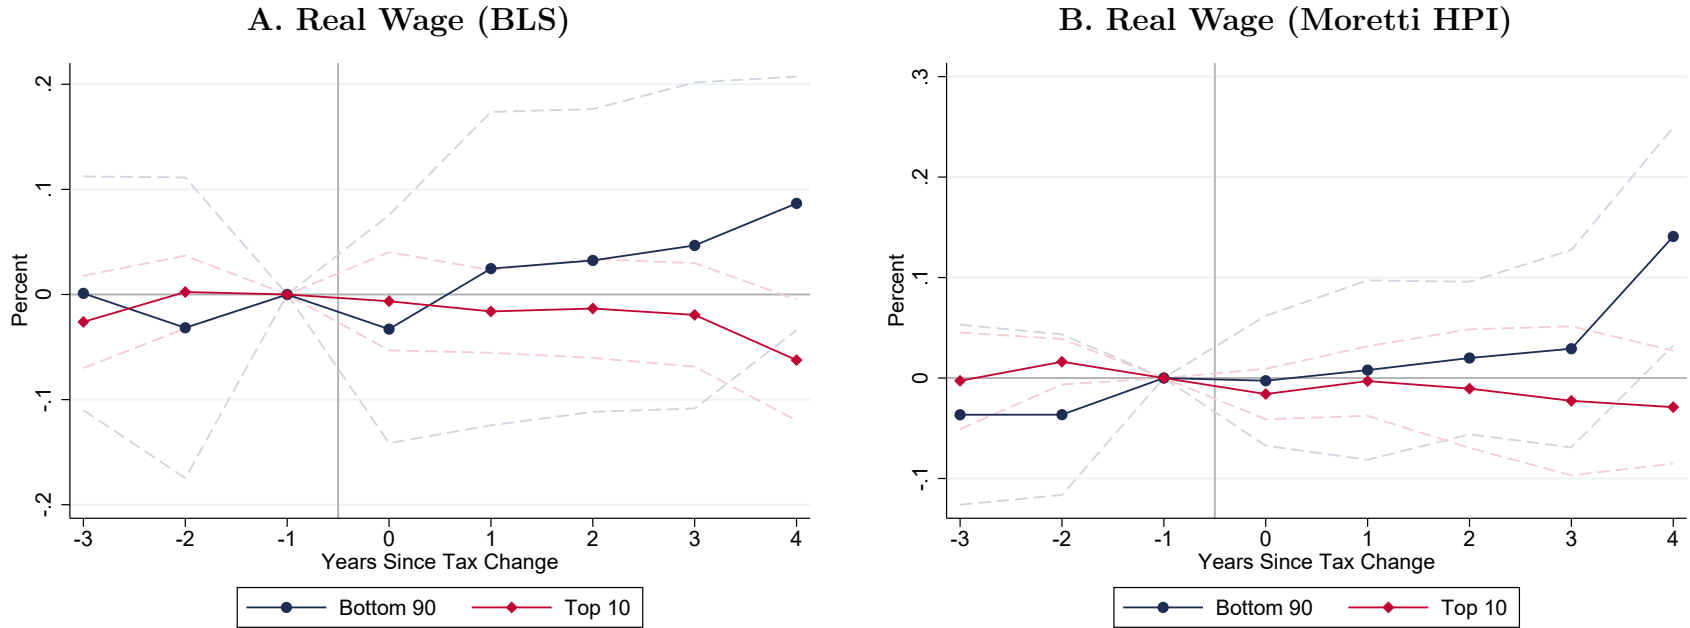 A. Real Wage (BLS)
.2
.1
0
-.1
-.2
Percent
-3 -2 -1 0 1 2 3 4
Years Since Tax Change
Bottom 90 Top 10
B. Real Wage (Moretti HPI)
.3
.2
.1
0
-.1
Percent
-3 -2 -1 0 1 2 3 4
Years Since Tax Change
Bottom 90 Top 10